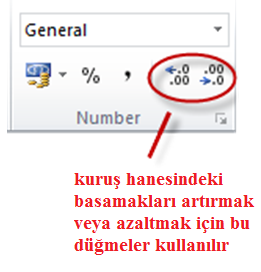 General
% , ←.0 .00 .00 →.0
Number
kuruş hanesindeki
basamakları artırmak
veya azaltmak için bu
düğmeler kullanılır